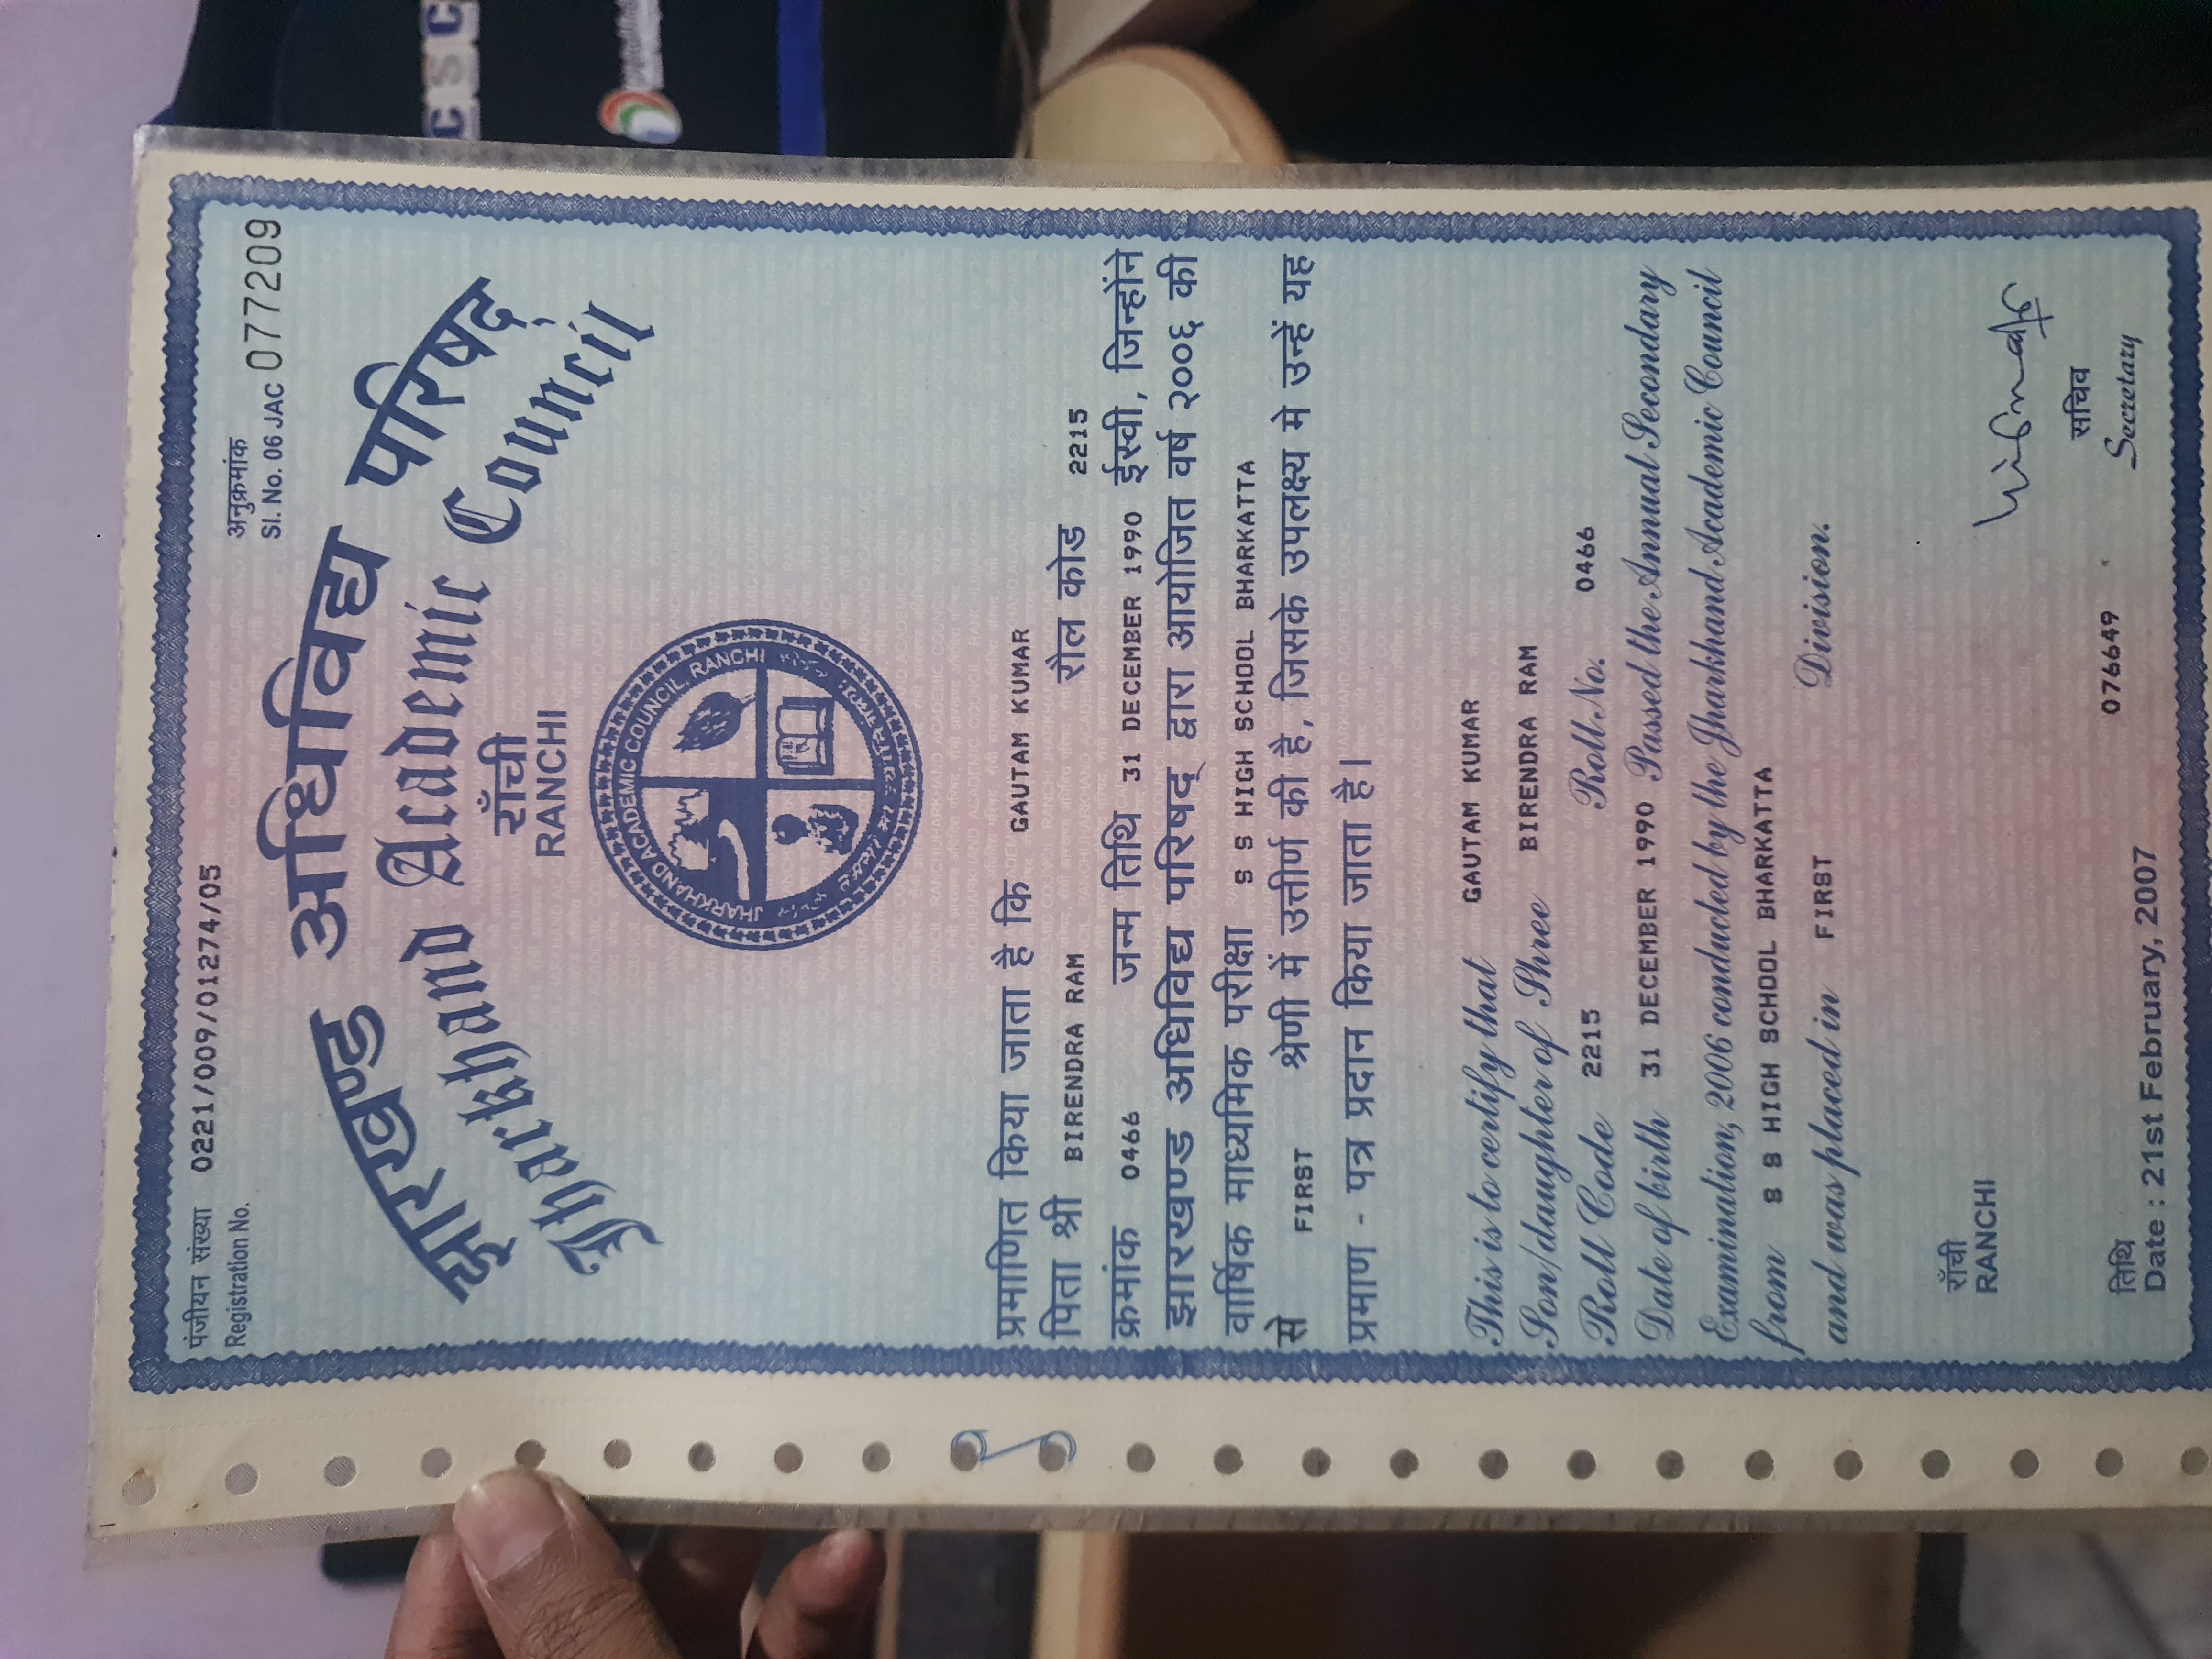 CSC
पंजीयन संख्या 0221/009/01274/05
Registration No.
अनुक्रमांक
Sl. No. 06 JAC 077209
झारखण्ड अधिविद्य परिषद्
Jharkhand Academic Council
राँची
RANCHI
JHARKHAND ACADEMIC COUNCIL, RANCHI
प्रमाणित किया जाता है कि GAUTAM KUMAR
पिता श्री BIRENDRA RAM रौल कोड 2215
क्रमांक 0466 जन्म तिथि 31 DECEMBER 1990 ईस्वी, जिन्होंने
झारखण्ड अधिविद्य परिषद् द्वारा आयोजित वर्ष २००६ की
वार्षिक माध्यमिक परीक्षा S S HIGH SCHOOL BHARKATTA
से FIRST श्रेणी में उत्तीर्ण की है, जिसके उपलक्ष्य मे उन्हें यह
प्रमाण - पत्र प्रदान किया जाता है।
This is to certify that GAUTAM KUMAR
Son/daughter of Shree BIRENDRA RAM
Roll Code 2215 Roll No. 0466
Date of birth 31 DECEMBER 1990 Passed the Annual Secondary
Examination, 2006 conducted by the Jharkhand Academic Council
from S S HIGH SCHOOL BHARKATTA
and was placed in FIRST Division.
राँची
RANCHI
सचिव
Secretary
076649
तिथि
Date : 21st February, 2007